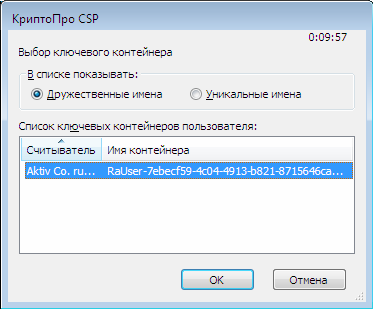 КриптоПро CSP
0:09:57
Выбор ключевого контейнера
В списке показывать:
Дружественные имена
Уникальные имена
Список ключевых контейнеров пользователя:
Считыватель Имя контейнера
Aktiv Co. ru... RaUser-7ebecf59-4c04-4913-b821-8715646ca...
OK Отмена